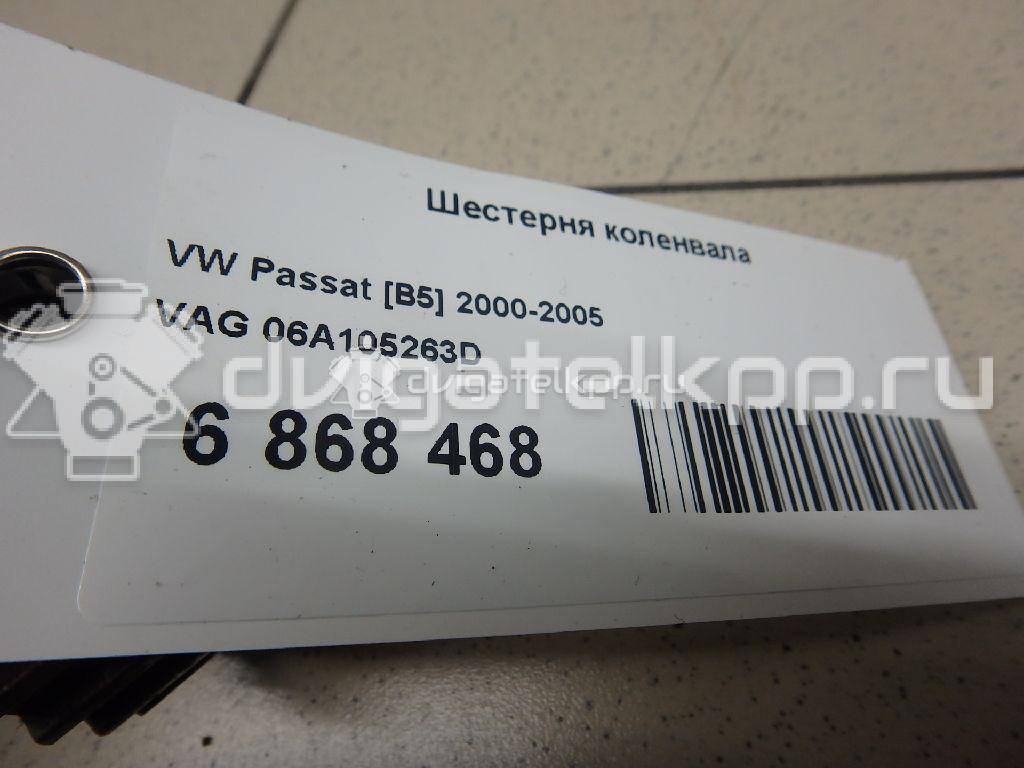 Шестерня коленвала
VW Passat [B5] 2000-2005
VAG 06A105263D
6 868 468
dvigatelkpp.ru
dvigatelkpp.ru